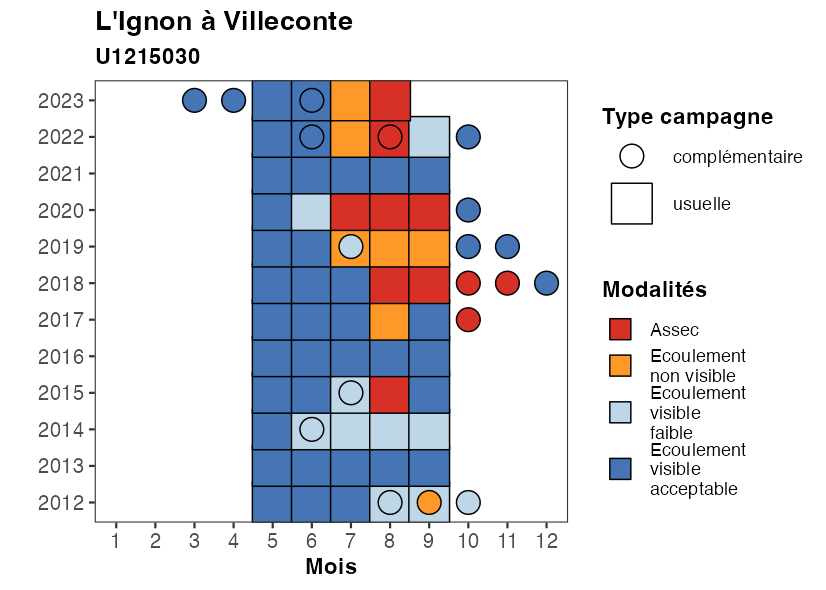 L'Ignon à Villeconte
U1215030
2023
2022
2021
2020
2019
2018
2017
2016
2015
2014
2013
2012
1 2 3 4 5 6 7 8 9 10 11 12
Mois
Type campagne
complémentaire
usuelle
Modalités
Assec
Ecoulement
non visible
Ecoulement
visible
faible
Ecoulement
visible
acceptable